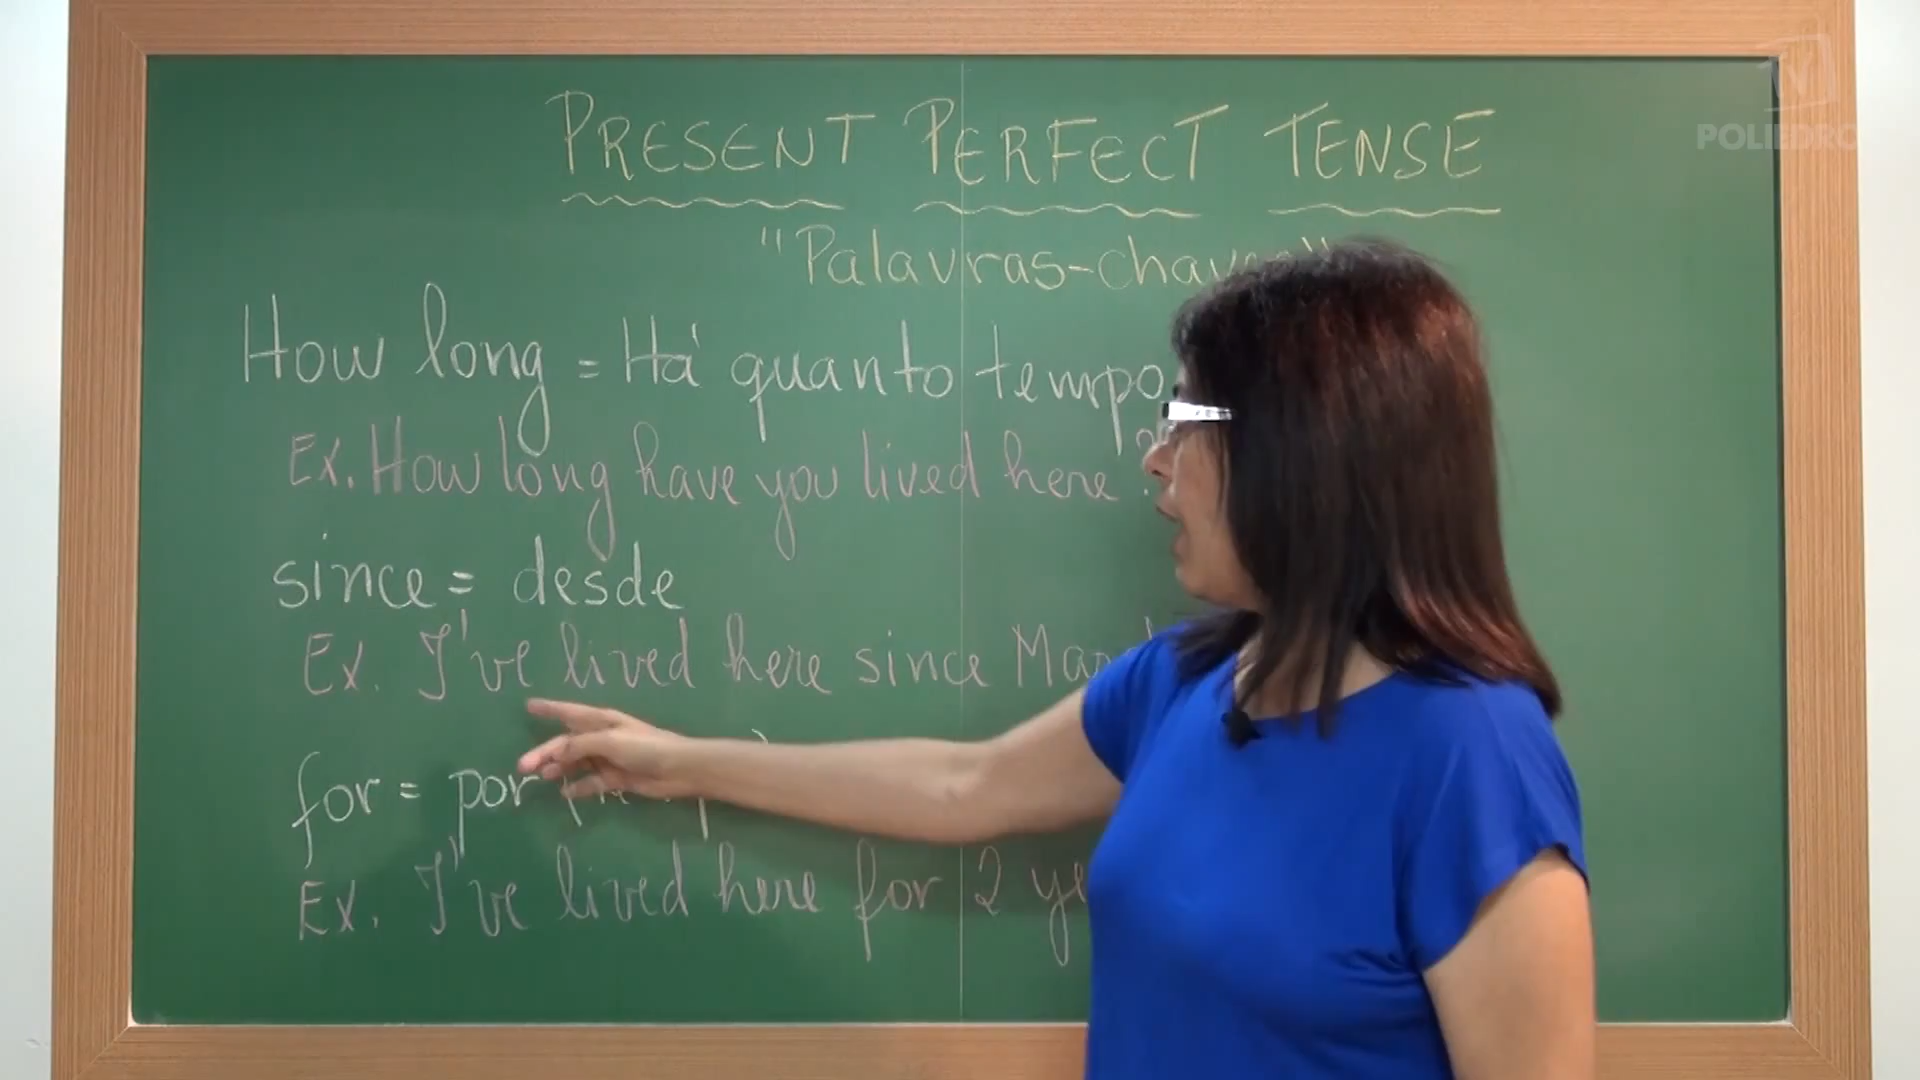 POLIEDRO
PRESENT PERFECT TENSE
"Palavras-chaves"
How long = Há quanto tempo
Ex. How long have you lived here?
since = desde
Ex. I've lived here since
for = por
Ex. I've lived here for 2